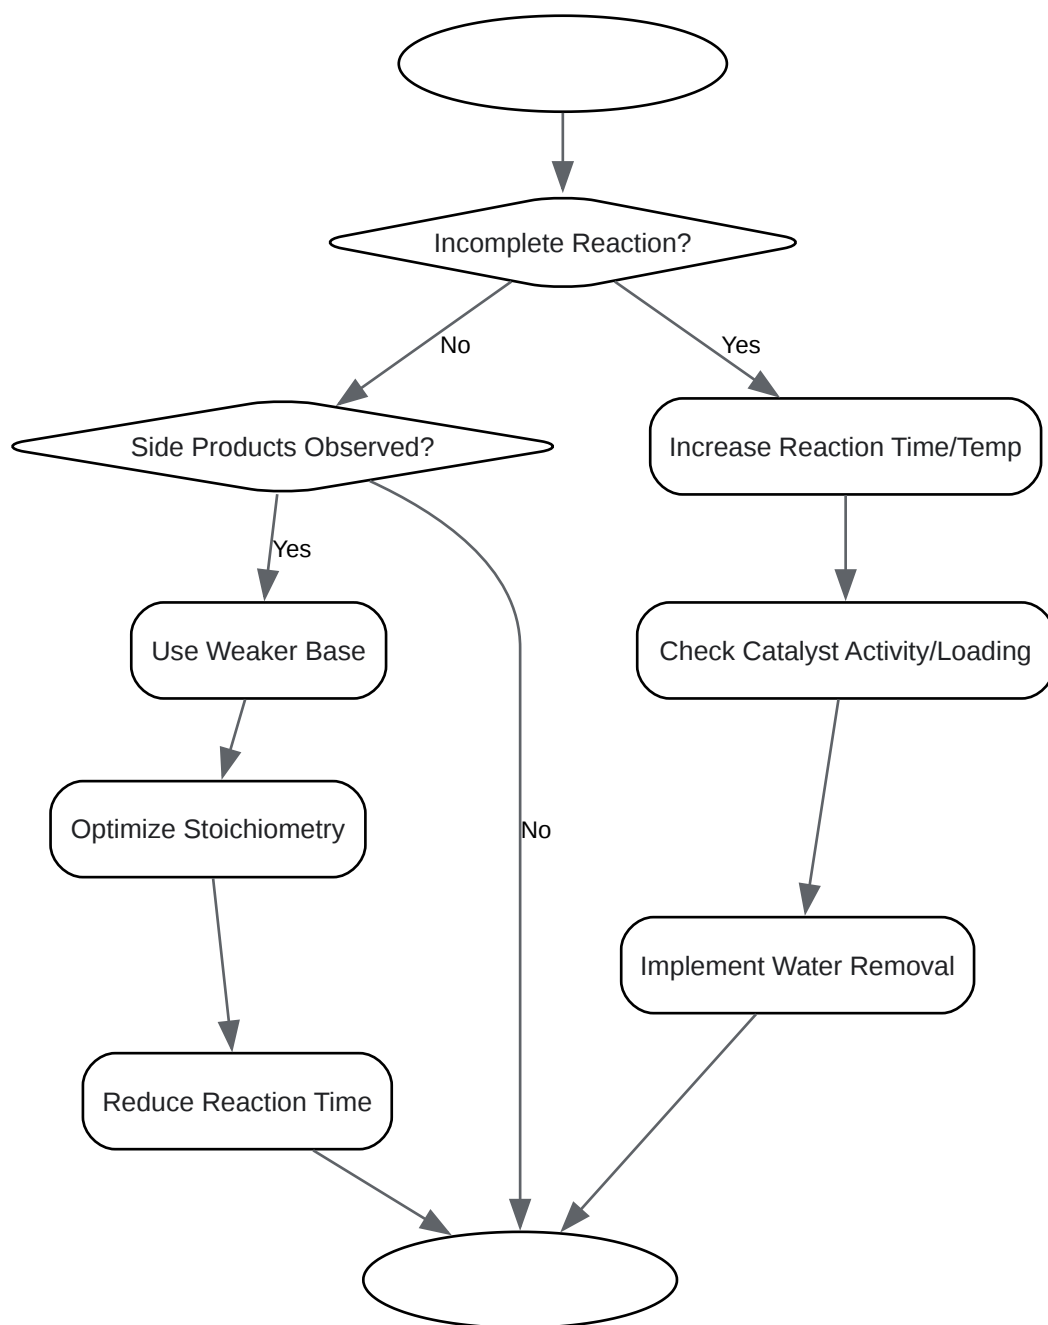 Incomplete Reaction?
No
Yes
Side Products Observed?
Increase Reaction Time/Temp
Yes
Use Weaker Base
Check Catalyst Activity/Loading
Optimize Stoichiometry
No
Implement Water Removal
Reduce Reaction Time